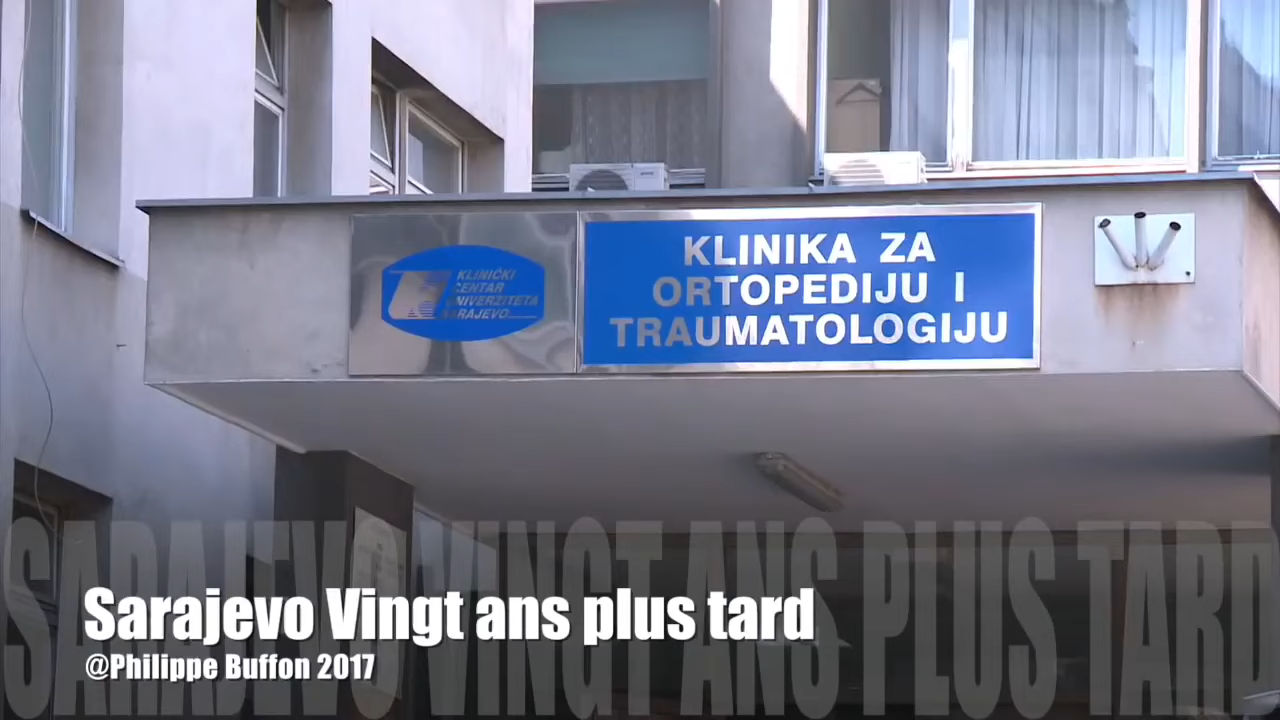 KLINIČKI
CENTAR
UNIVERZITETA
SARAJEVO
KLINIKA ZA
ORTOPEDIJU I
TRAUMATOLOGIJU
SARAJEVO VINGT ANS PLUS TARD
Sarajevo Vingt ans plus tard
@Philippe Buffon 2017